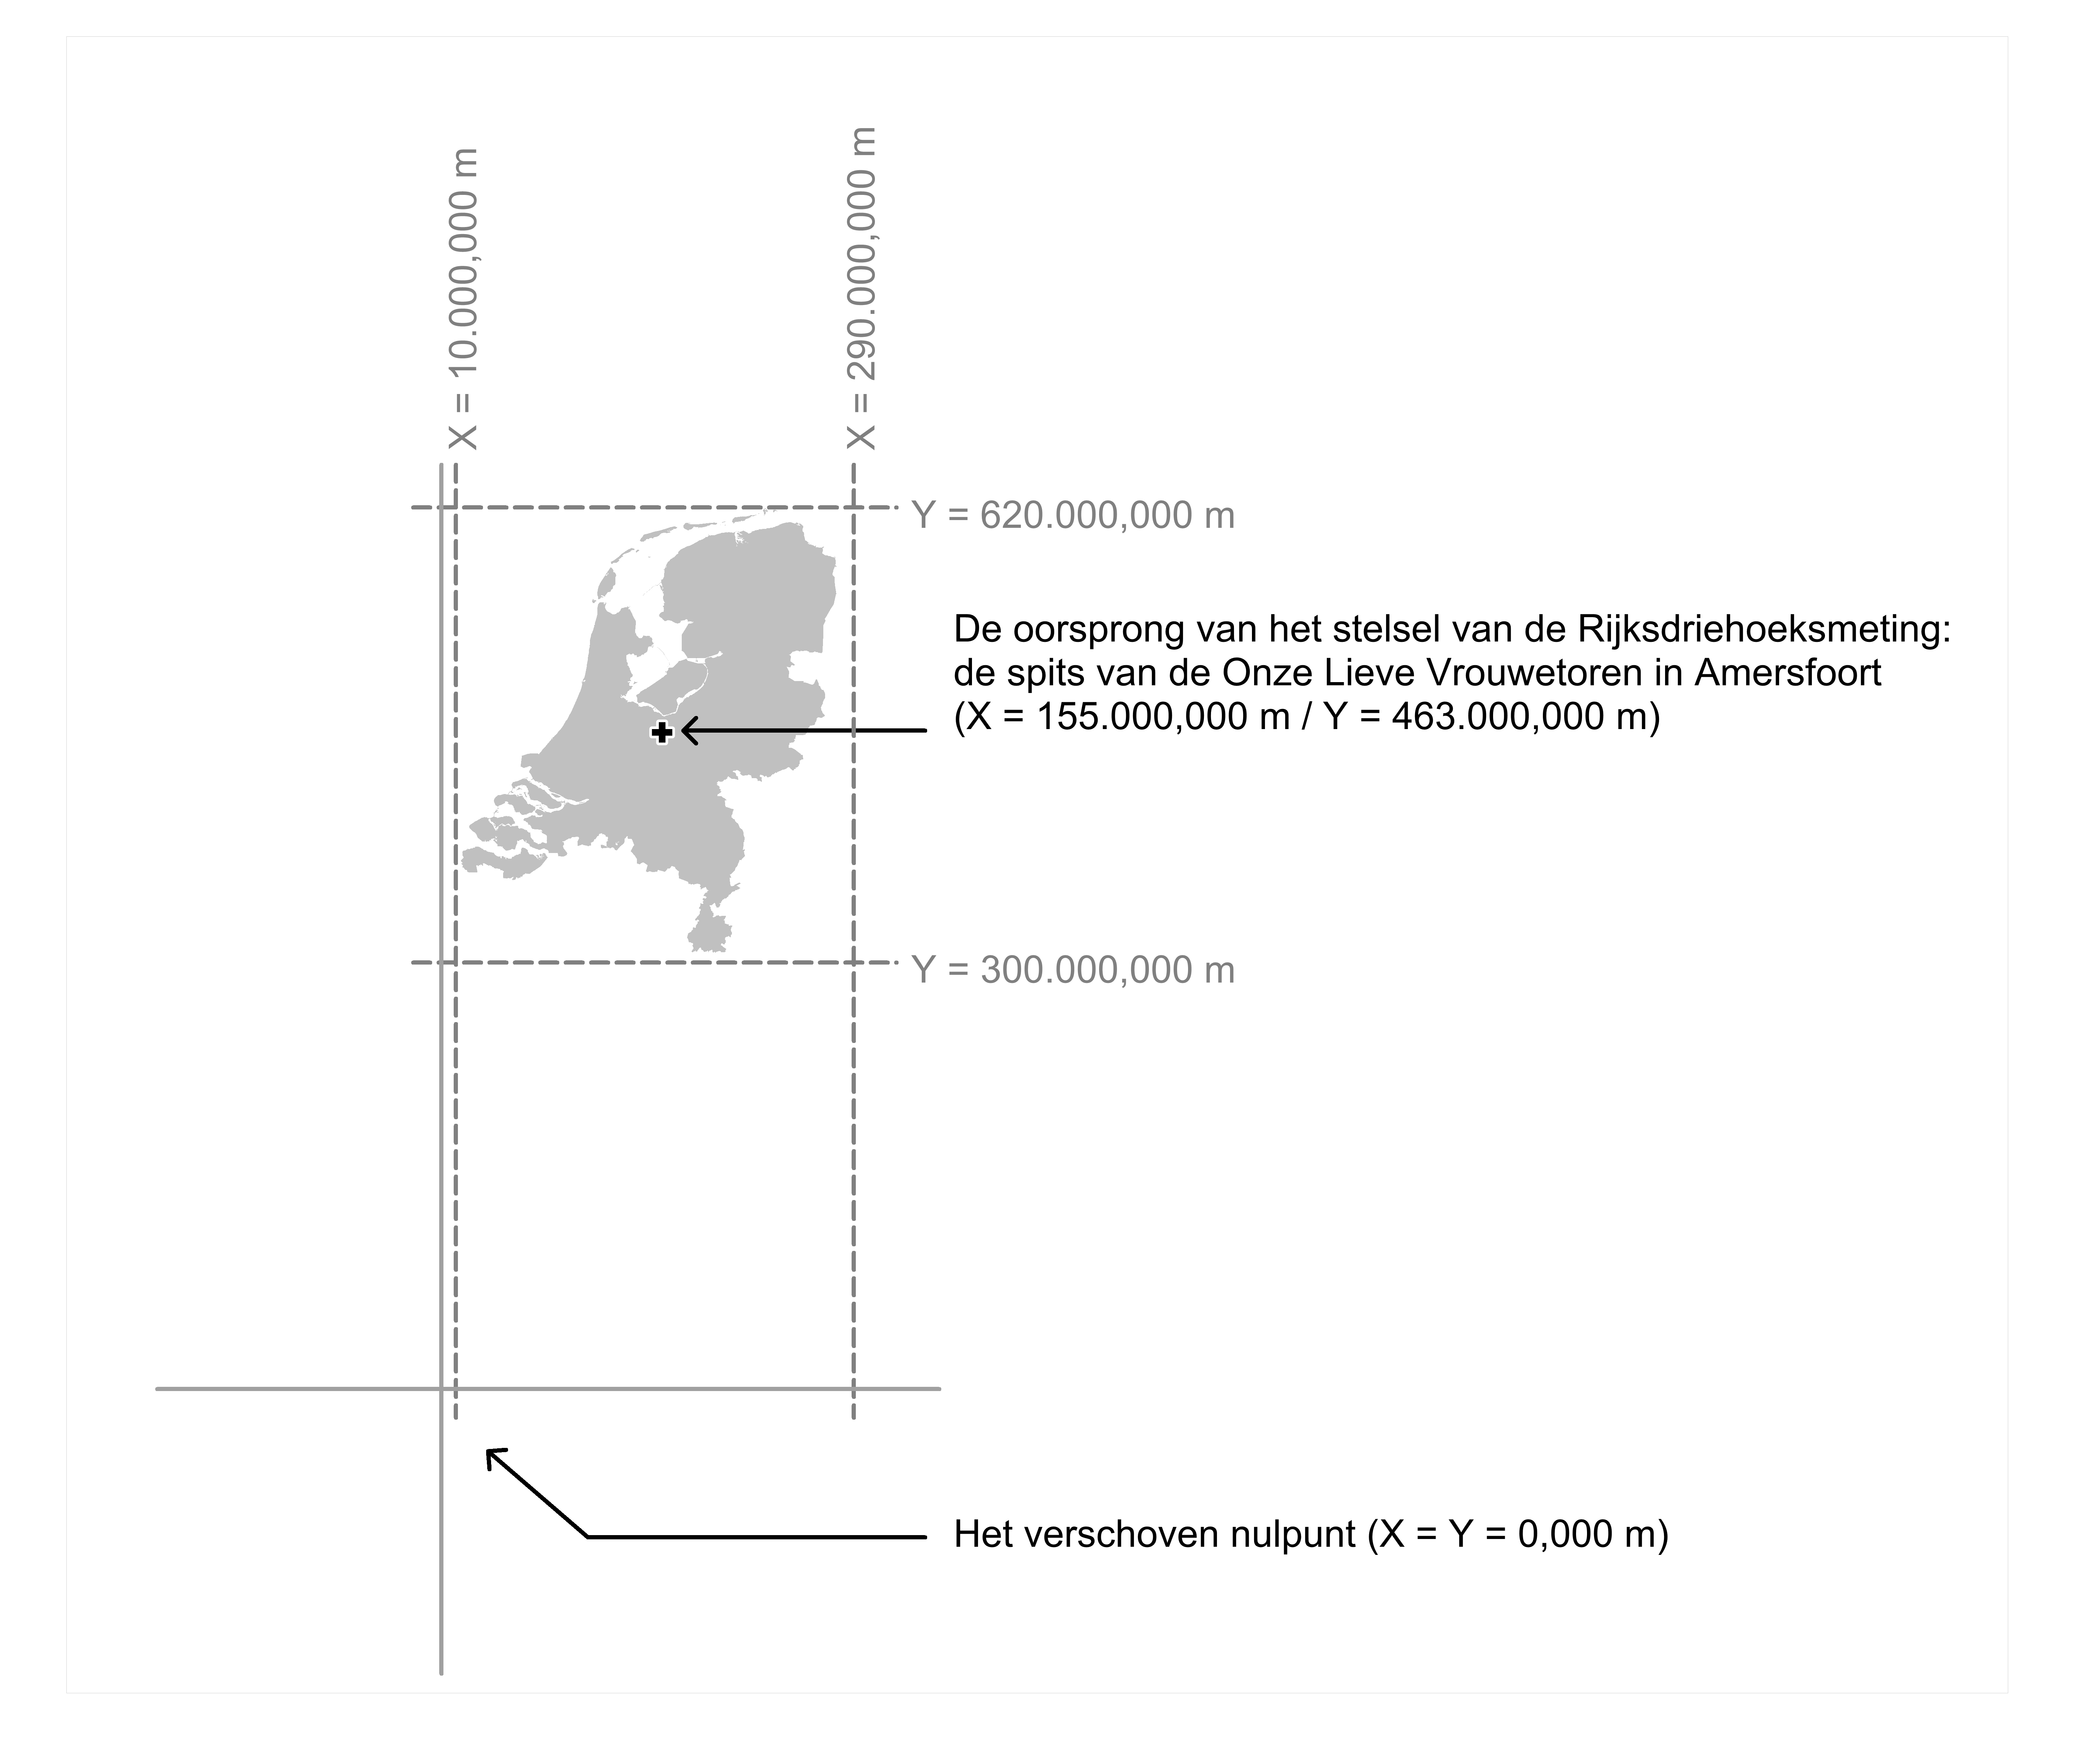 X = 10.000,000 m
X = 290.000,000 m
Y = 620.000,000 m
De oorsprong van het stelsel van de Rijksdriehoeksmeting:
de spits van de Onze Lieve Vrouwetoren in Amersfoort
(X = 155.000,000 m / Y = 463.000,000 m)
Y = 300.000,000 m
Het verschoven nulpunt (X = Y = 0,000 m)